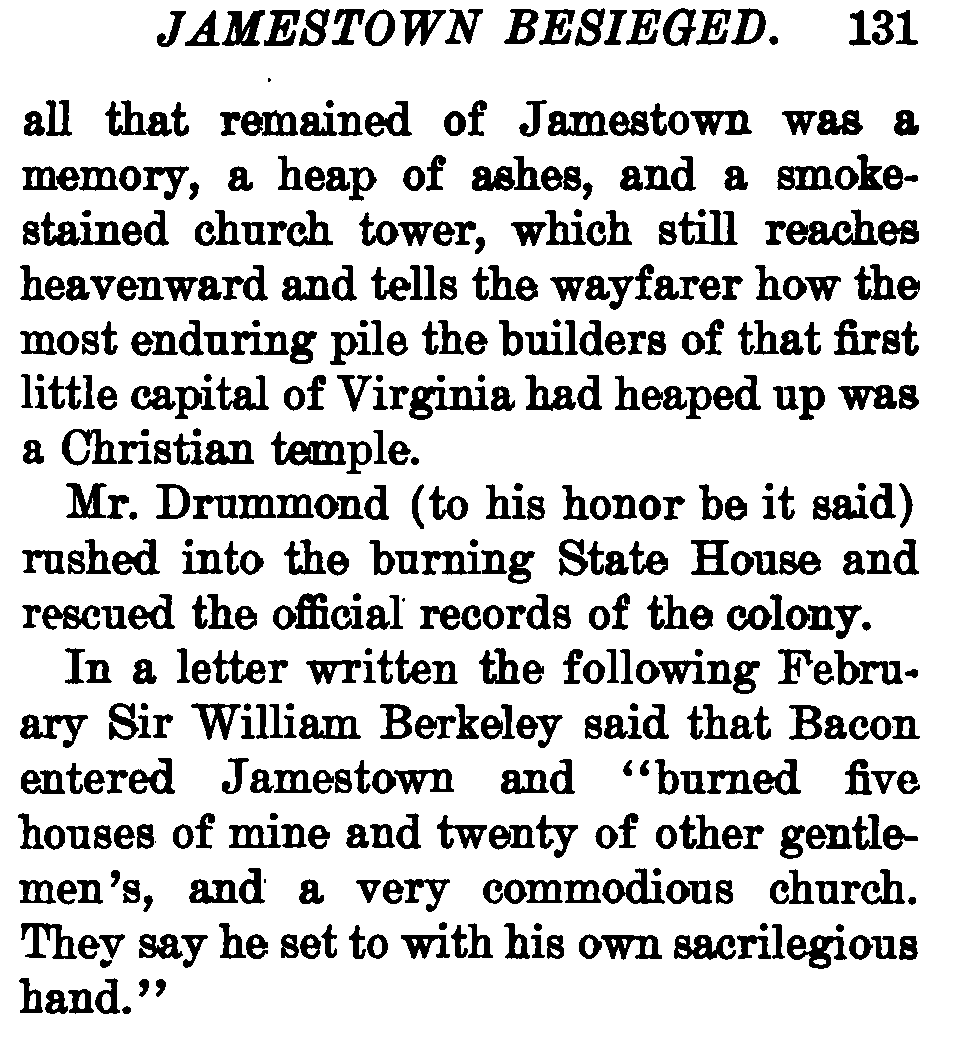 JAMESTOWN BESIEGED. 131
all that remained of Jamestown was a
memory, a heap of ashes, and a smoke-
stained church tower, which still reaches
heavenward and tells the wayfarer how the
most enduring pile the builders of that first
little capital of Virginia had heaped up was
a Christian temple.
Mr. Drummond (to his honor be it said)
rushed into the burning State House and
rescued the official records of the colony.
In a letter written the following Febru-
ary Sir William Berkeley said that Bacon
entered Jamestown and "burned five
houses of mine and twenty of other gentle-
men's, and a very commodious church.
They say he set to with his own sacrilegious
hand."